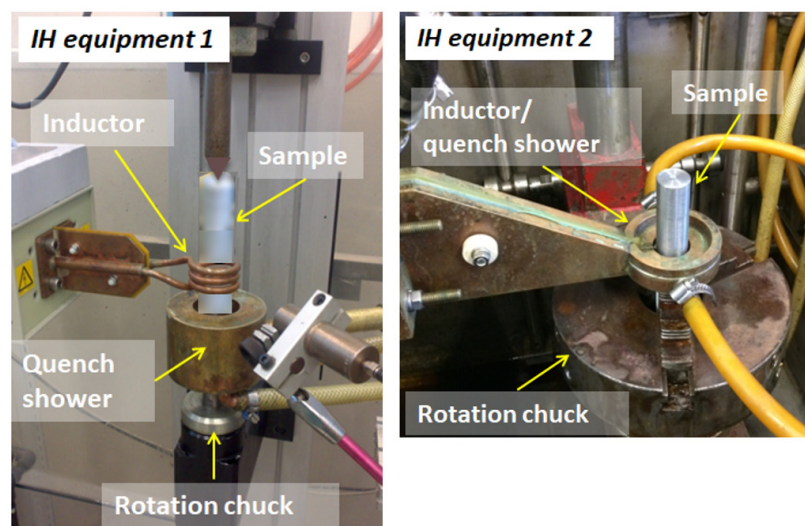 IH equipment 1
Inductor
Sample
Quench
shower
Rotation chuck
IH equipment 2
Inductor/
quench shower
Sample
Rotation chuck